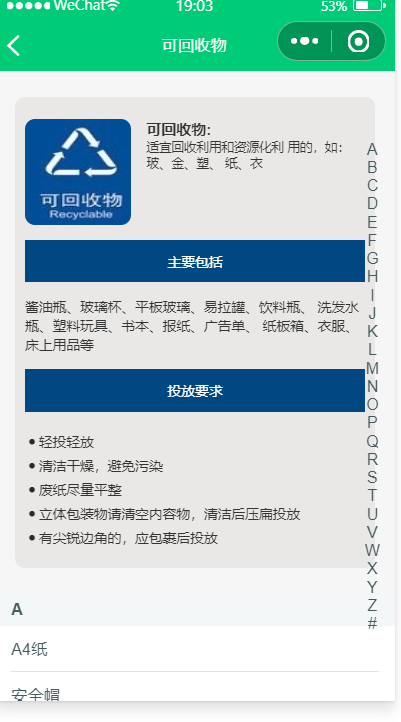 WeChat
19:03
53%
可回收物
可回收物
Recyclable
可回收物:
适宜回收利用和资源化利 用的，如：
玻、金、塑、 纸、衣
主要包括
酱油瓶、玻璃杯、平板玻璃、易拉罐、饮料瓶、 洗发水
瓶、塑料玩具、书本、报纸、广告单、 纸板箱、衣服、
床上用品等
投放要求
轻投轻放
清洁干燥，避免污染
废纸尽量平整
立体包装物请清空内容物，清洁后压扁投放
有尖锐边角的，应包裹后投放
A
B
C
D
E
F
G
H
I
J
K
L
M
N
O
P
Q
R
S
T
U
V
W
X
Y
Z
#
A
A4纸
安全帽